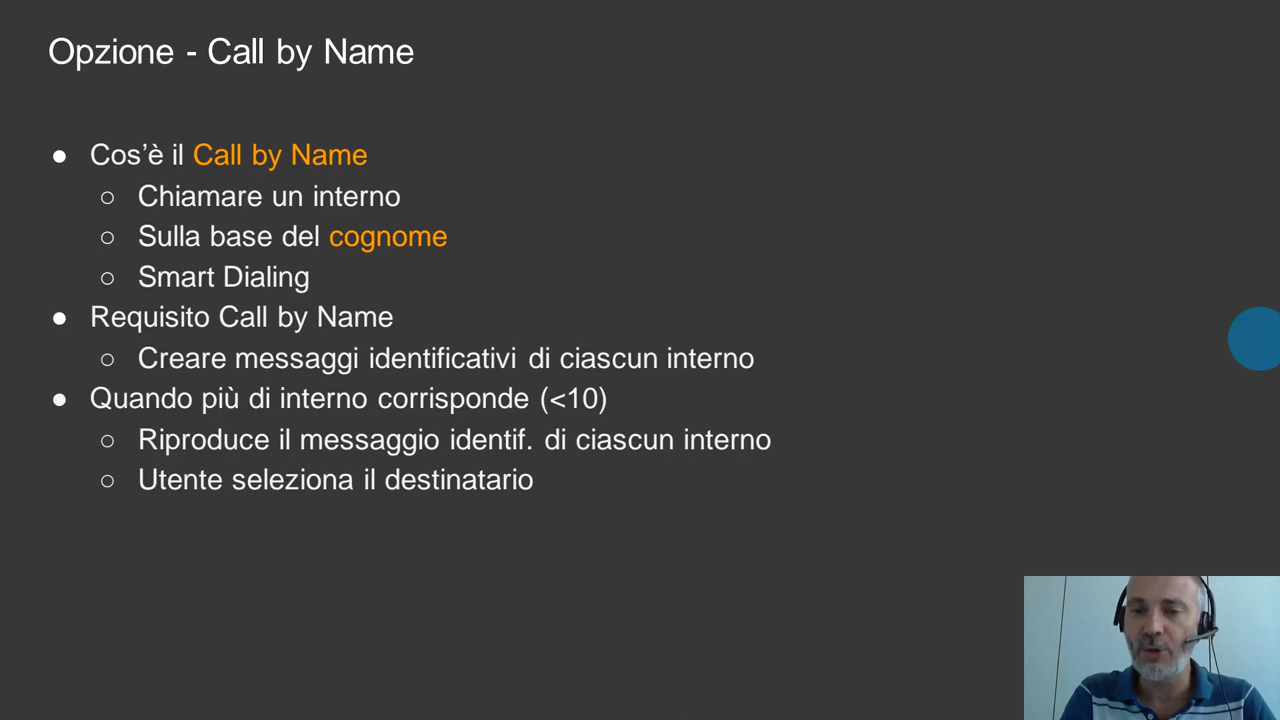 Opzione - Call by Name
● Cos’è il Call by Name
○ Chiamare un interno
○ Sulla base del cognome
○ Smart Dialing
● Requisito Call by Name
○ Creare messaggi identificativi di ciascun interno
● Quando più di interno corrisponde (<10)
○ Riproduce il messaggio identif. di ciascun interno
○ Utente seleziona il destinatario